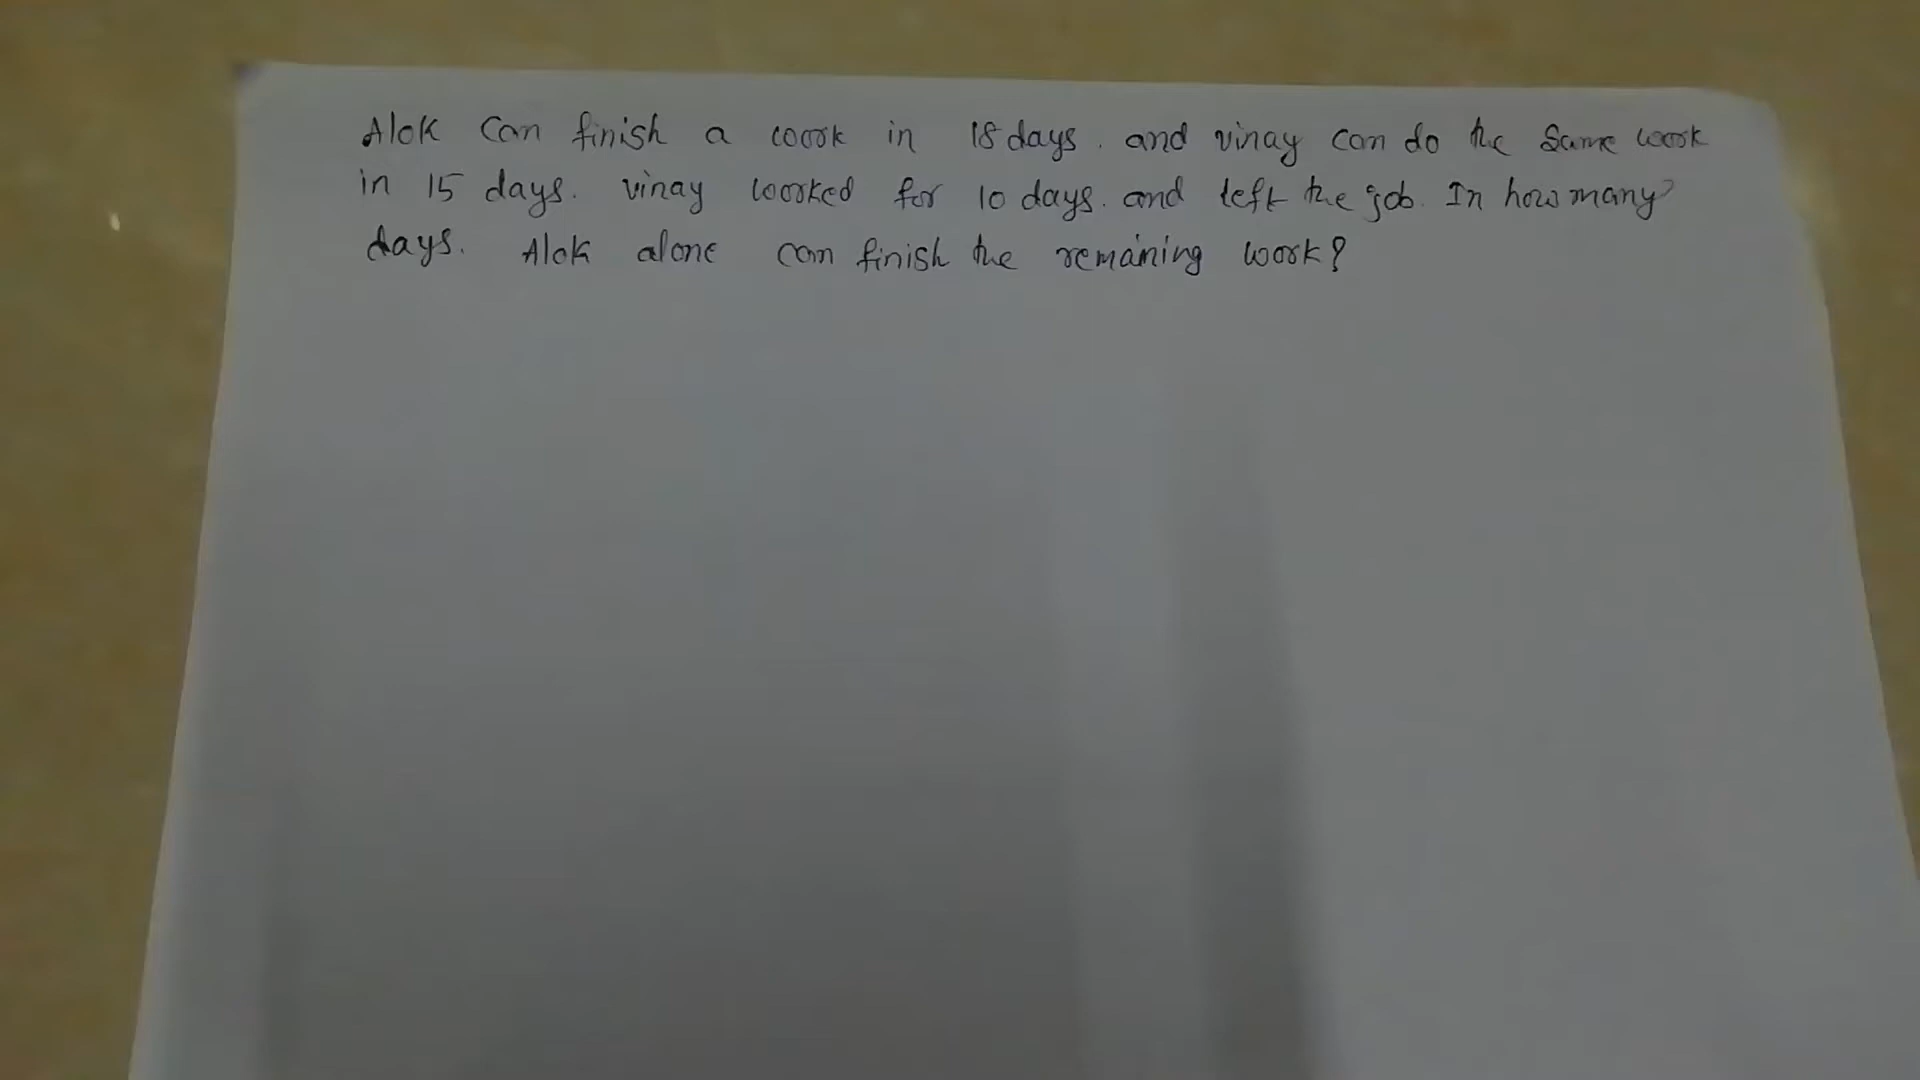 Alok can finish a work in 18 days. and vinay can do the same work
in 15 days. vinay worked for 10 days. and left the job. In how many
days. Alok alone can finish the remaining work?